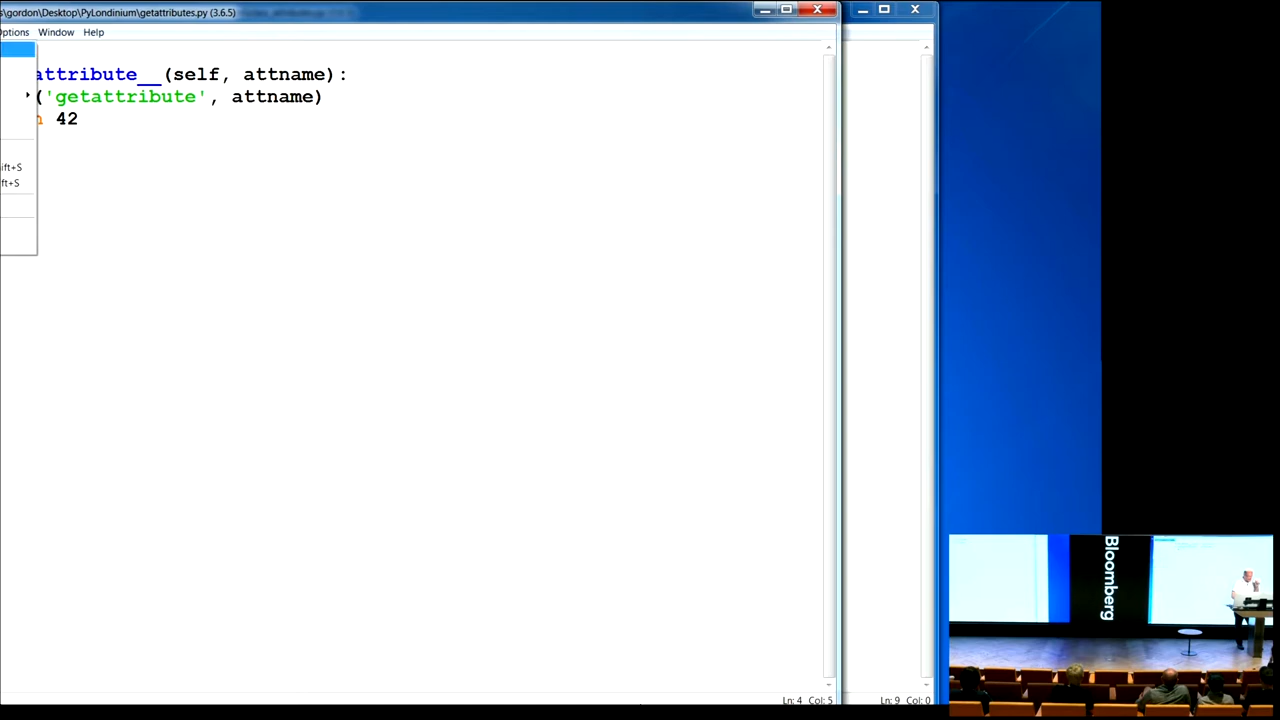 s\gordon\Desktop\PyLondinium\getattributes.py (3.6.5)
Options Window Help
attribute__(self, attname):
('getattribute', attname)
n 42
ift+S
ft+S
Ln: 4 Col: 5
Ln: 9 Col: 0
Bloomberg